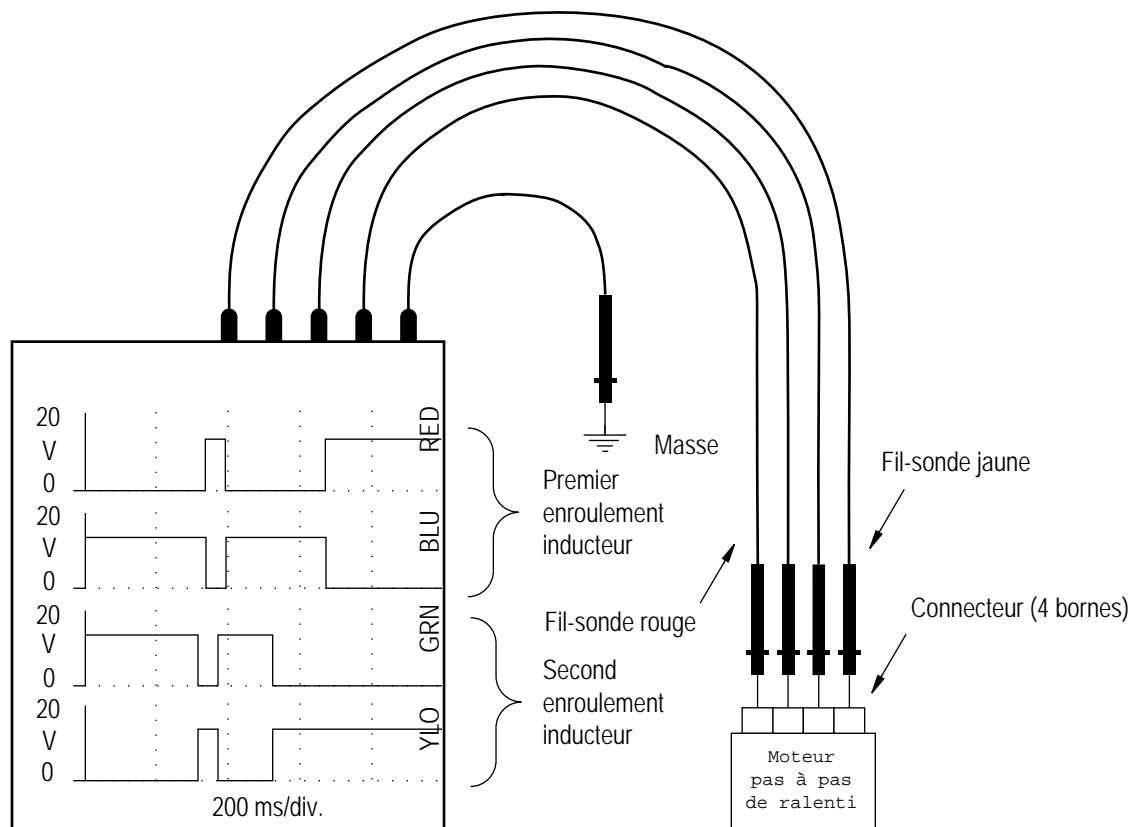 20
V
0
RED
20
V
0
BLU
20
V
0
GRN
20
V
0
YLO
200 ms/div.
Premier
enroulement
inducteur
Second
enroulement
inducteur
Masse
Fil-sonde rouge
Fil-sonde jaune
Connecteur (4 bornes)
Moteur
pas à pas
de ralenti